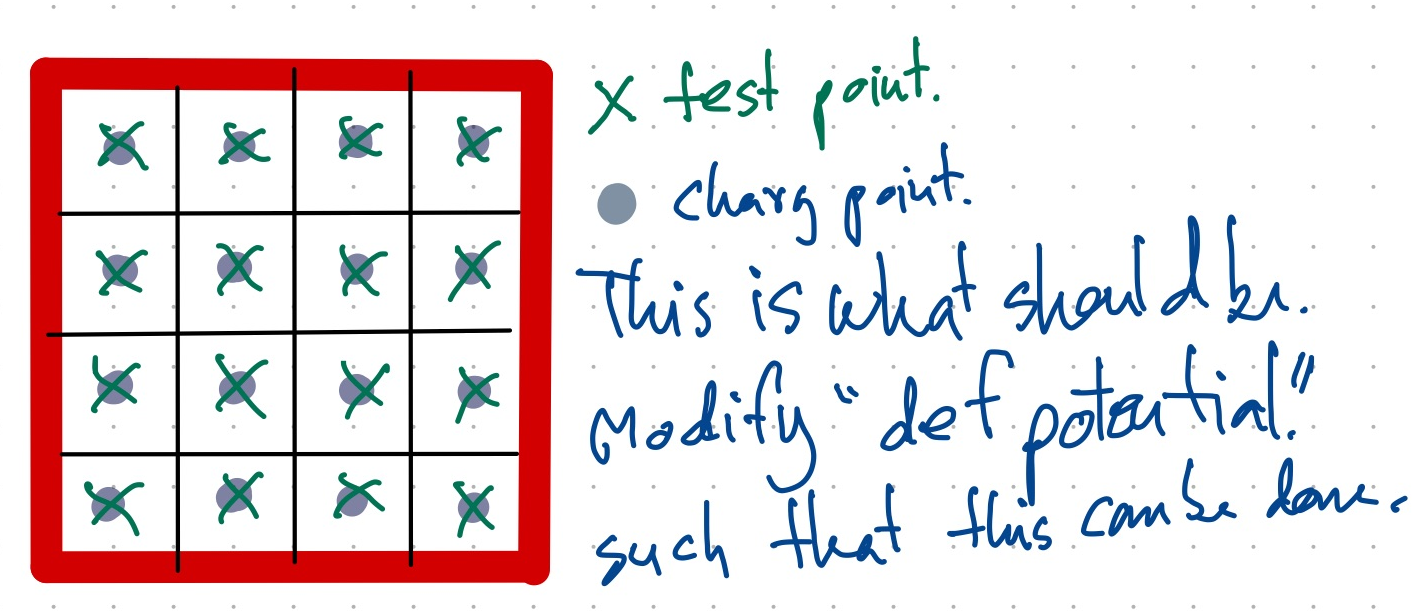 X test point.
charg point.
This is what should be.
Modify "def potential."
such that this can be done.